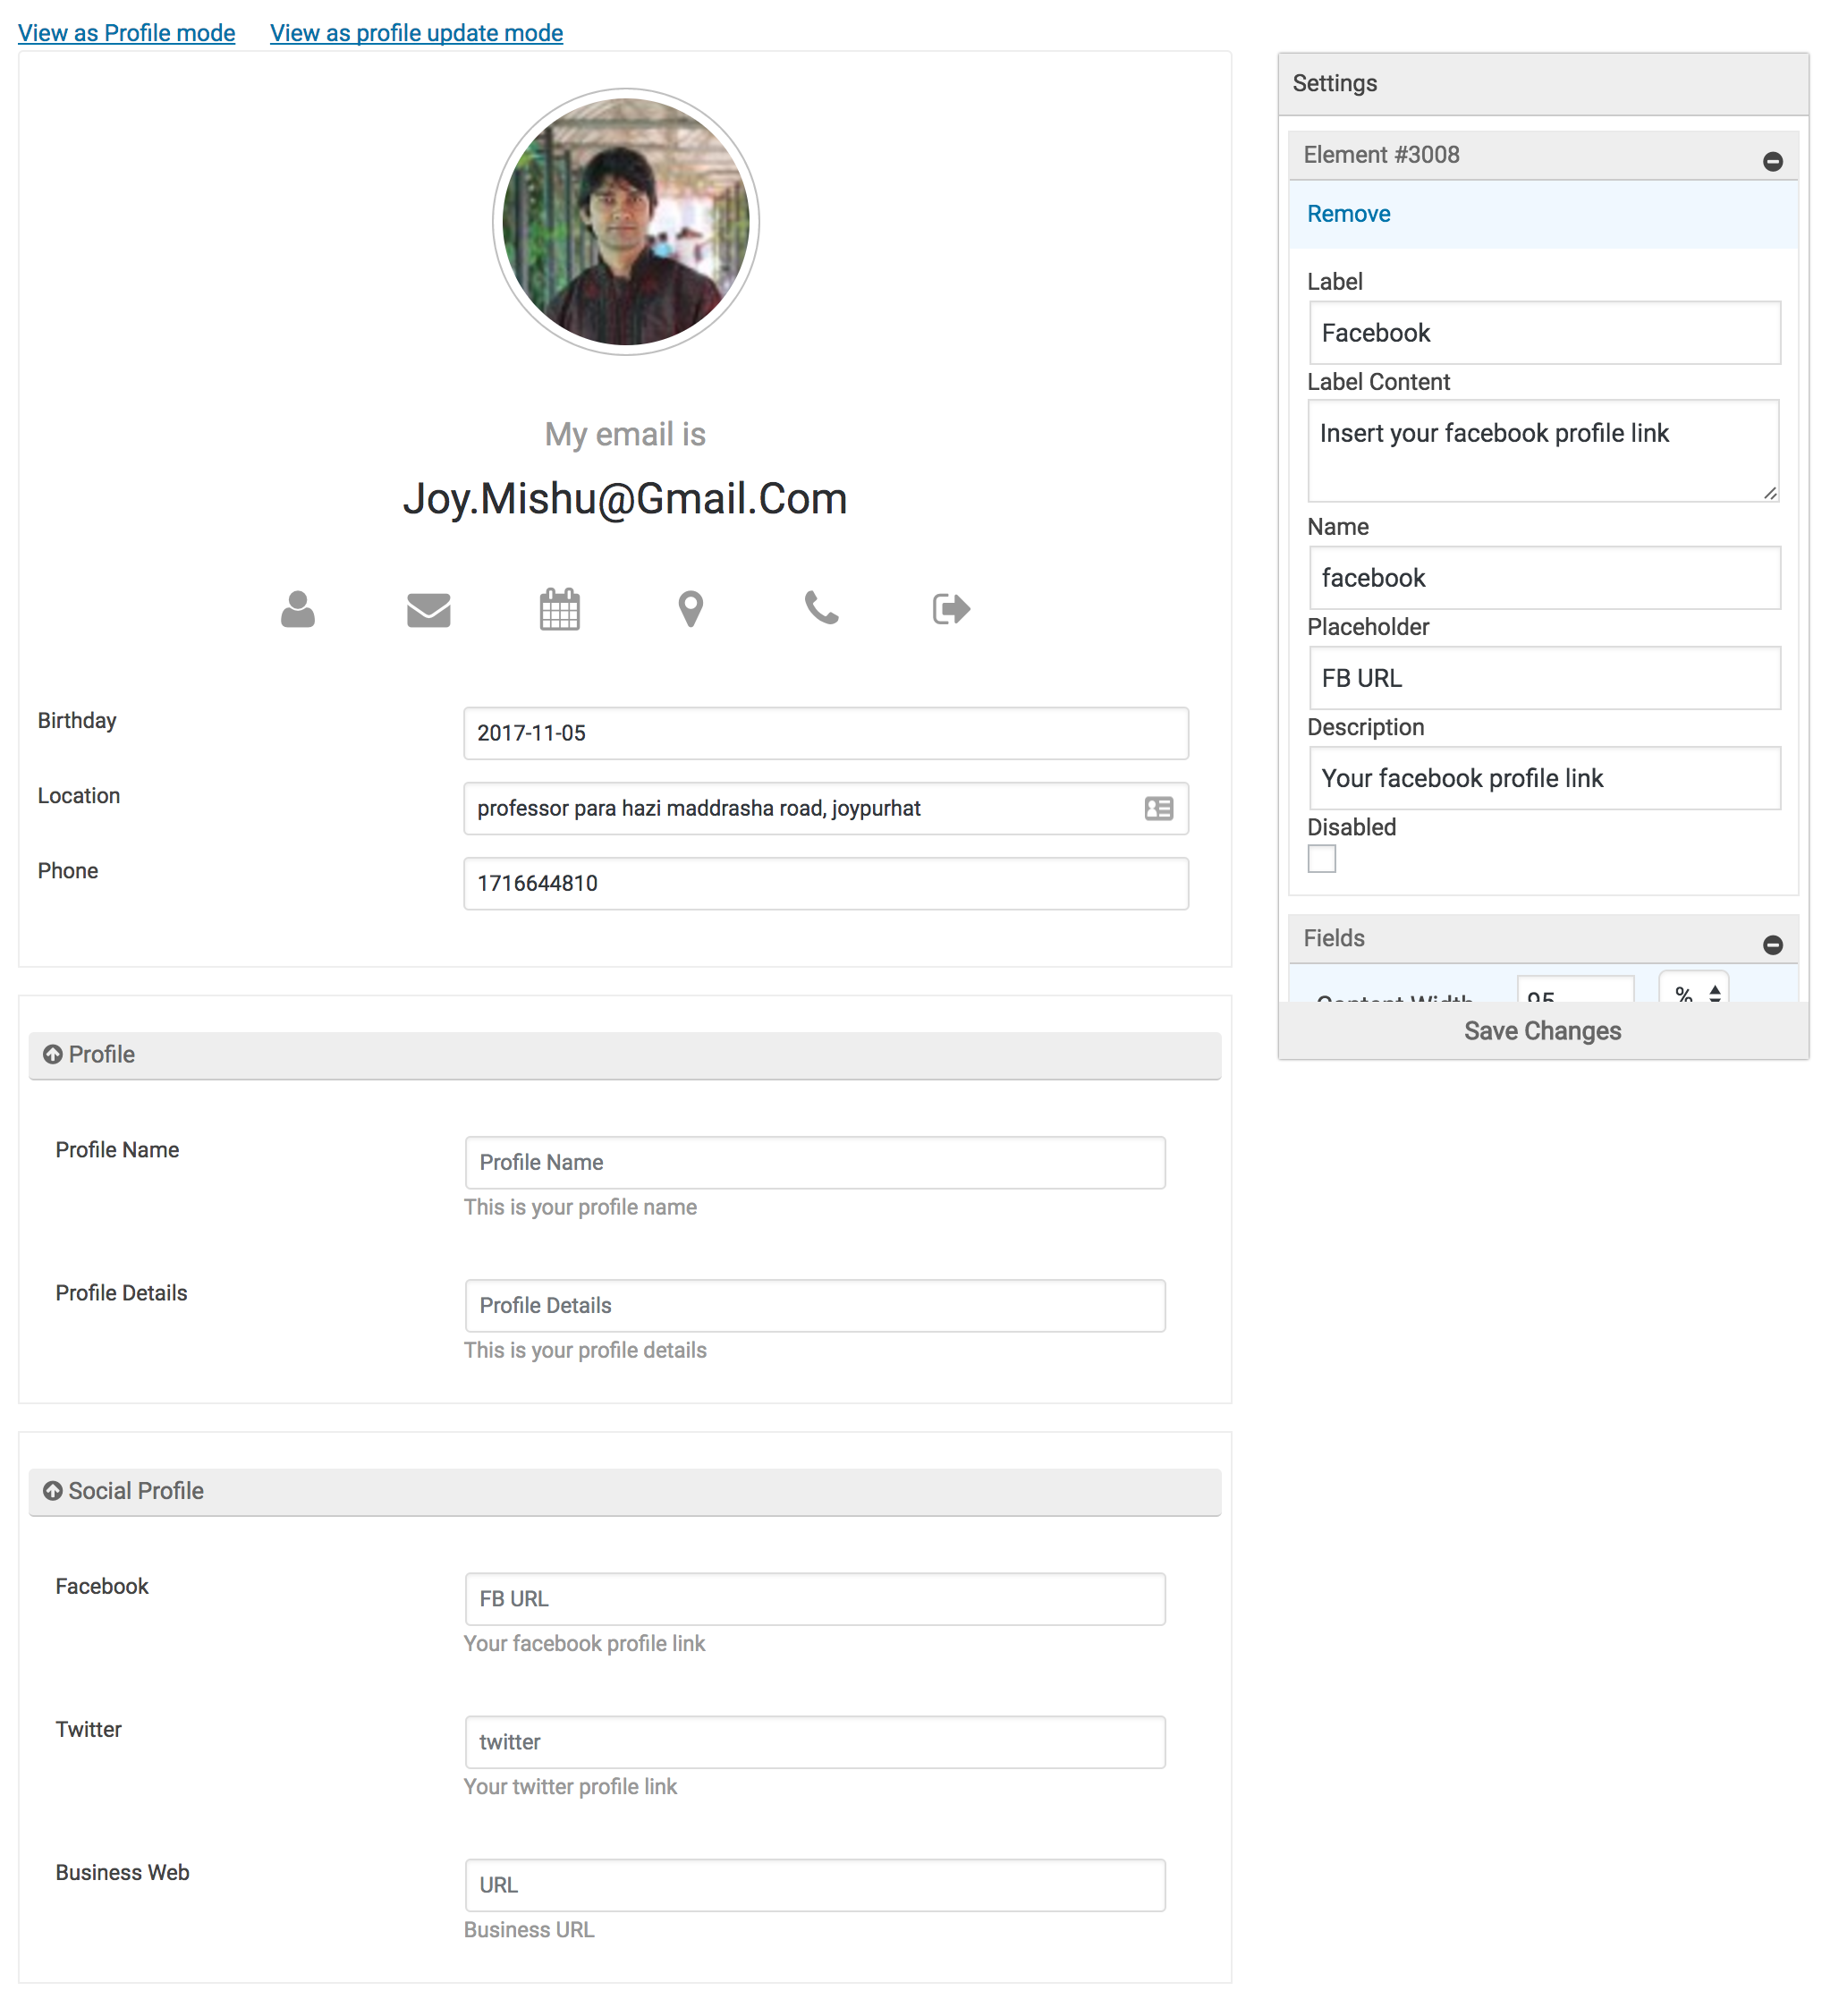 View as Profile mode View as profile update mode
My email is
Joy.Mishu@Gmail.Com
Birthday
2017-11-05
Location
professor para hazi maddrasha road, joypurhat
Phone
1716644810
Profile
Profile Name
Profile Name
This is your profile name
Profile Details
Profile Details
This is your profile details
Social Profile
Facebook
FB URL
Your facebook profile link
Twitter
twitter
Your twitter profile link
Business Web
URL
Business URL
Settings
Element #3008
Remove
Label
Facebook
Label Content
Insert your facebook profile link
Name
facebook
Placeholder
FB URL
Description
Your facebook profile link
Disabled
Fields
Content Width 95 %
Save Changes